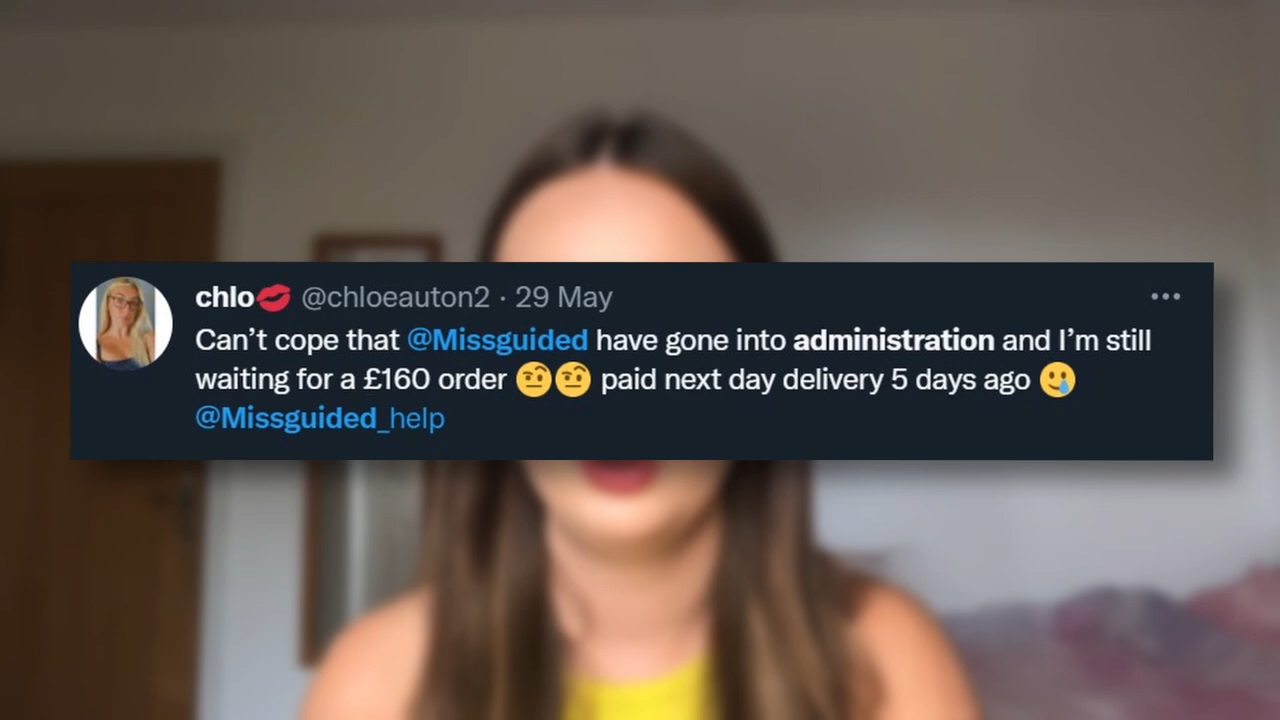 chlo💋 @chloeauton2 · 29 May
Can’t cope that @Missguided have gone into administration and I’m still
waiting for a £160 order 🤨🤨 paid next day delivery 5 days ago 🥲
@Missguided_help